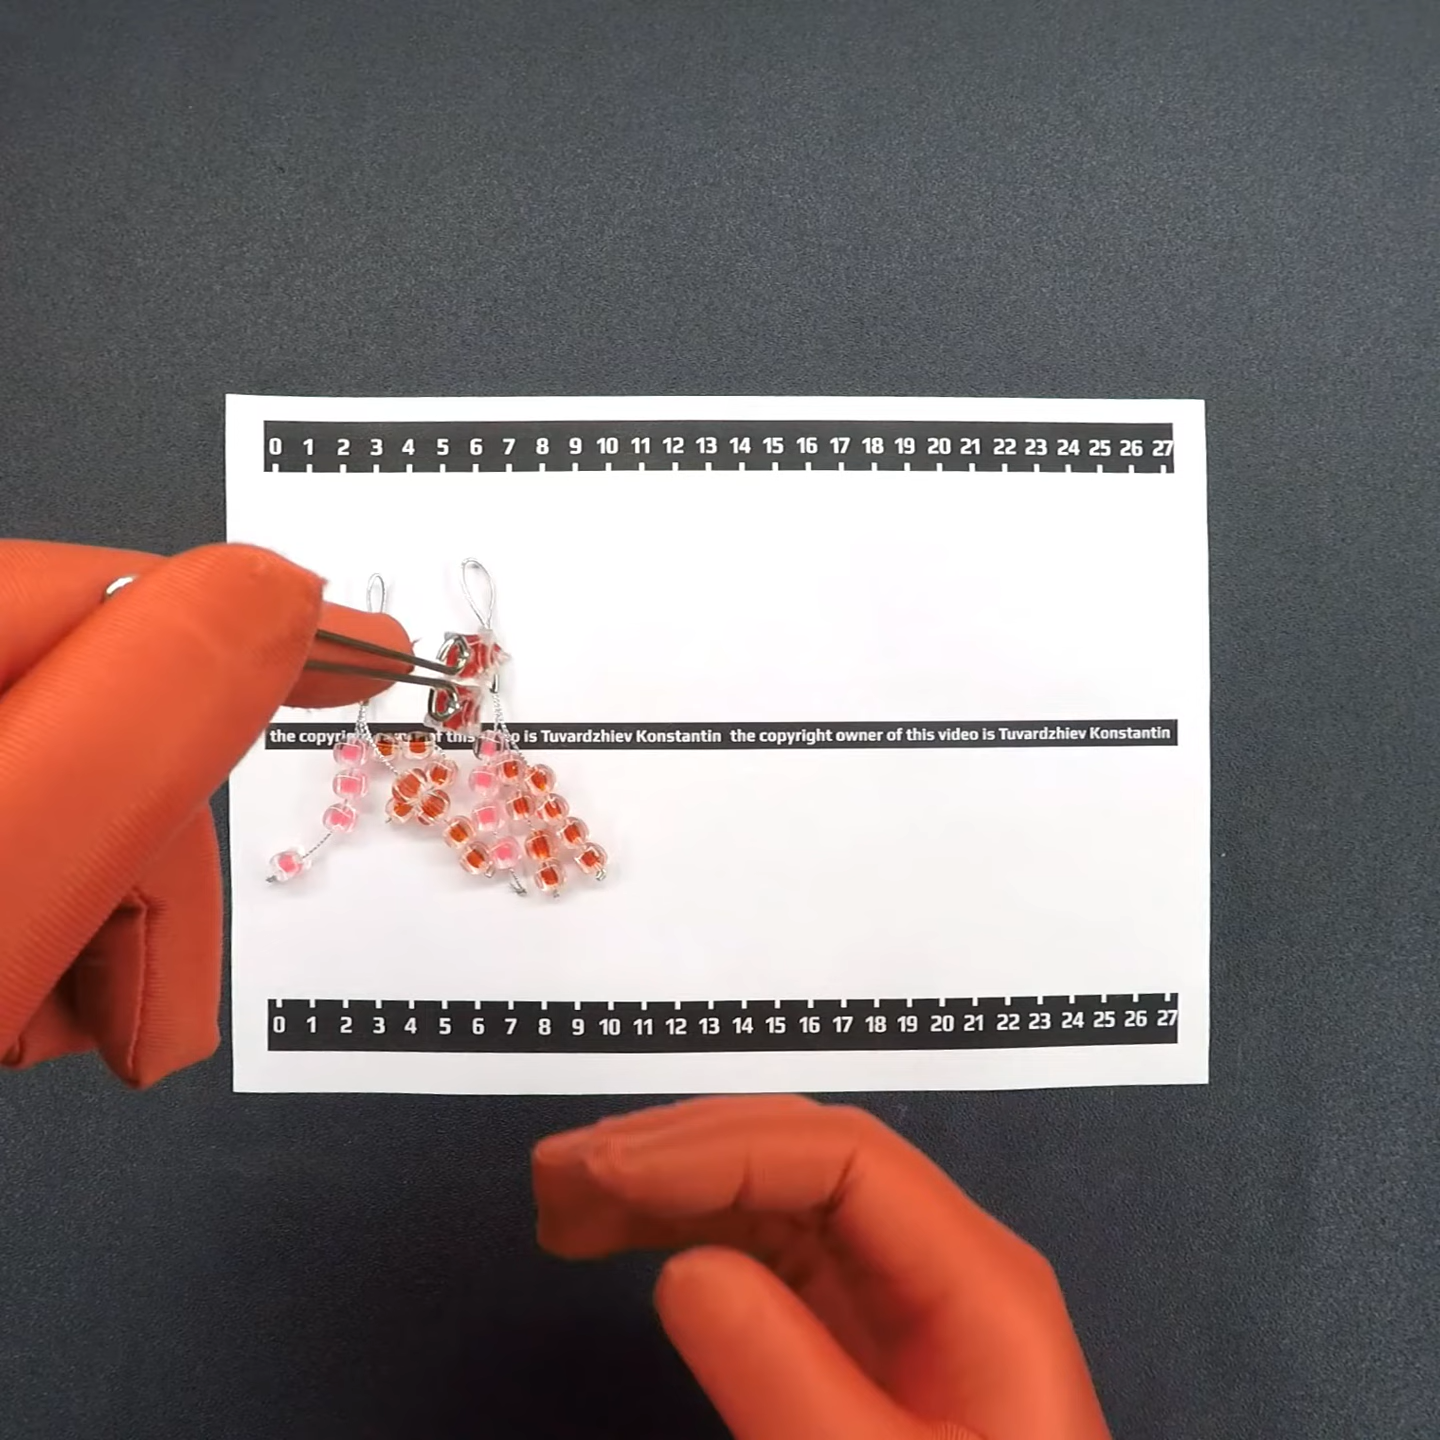 0 1 2 3 4 5 6 7 8 9 10 11 12 13 14 15 16 17 18 19 20 21 22 23 24 25 26 27
the copyri of this o is Tuvardzhiev Konstantin the copyright owner of this video is Tuvardzhiev Konstantin
0 1 2 3 4 5 6 7 8 9 10 11 12 13 14 15 16 17 18 19 20 21 22 23 24 25 26 27